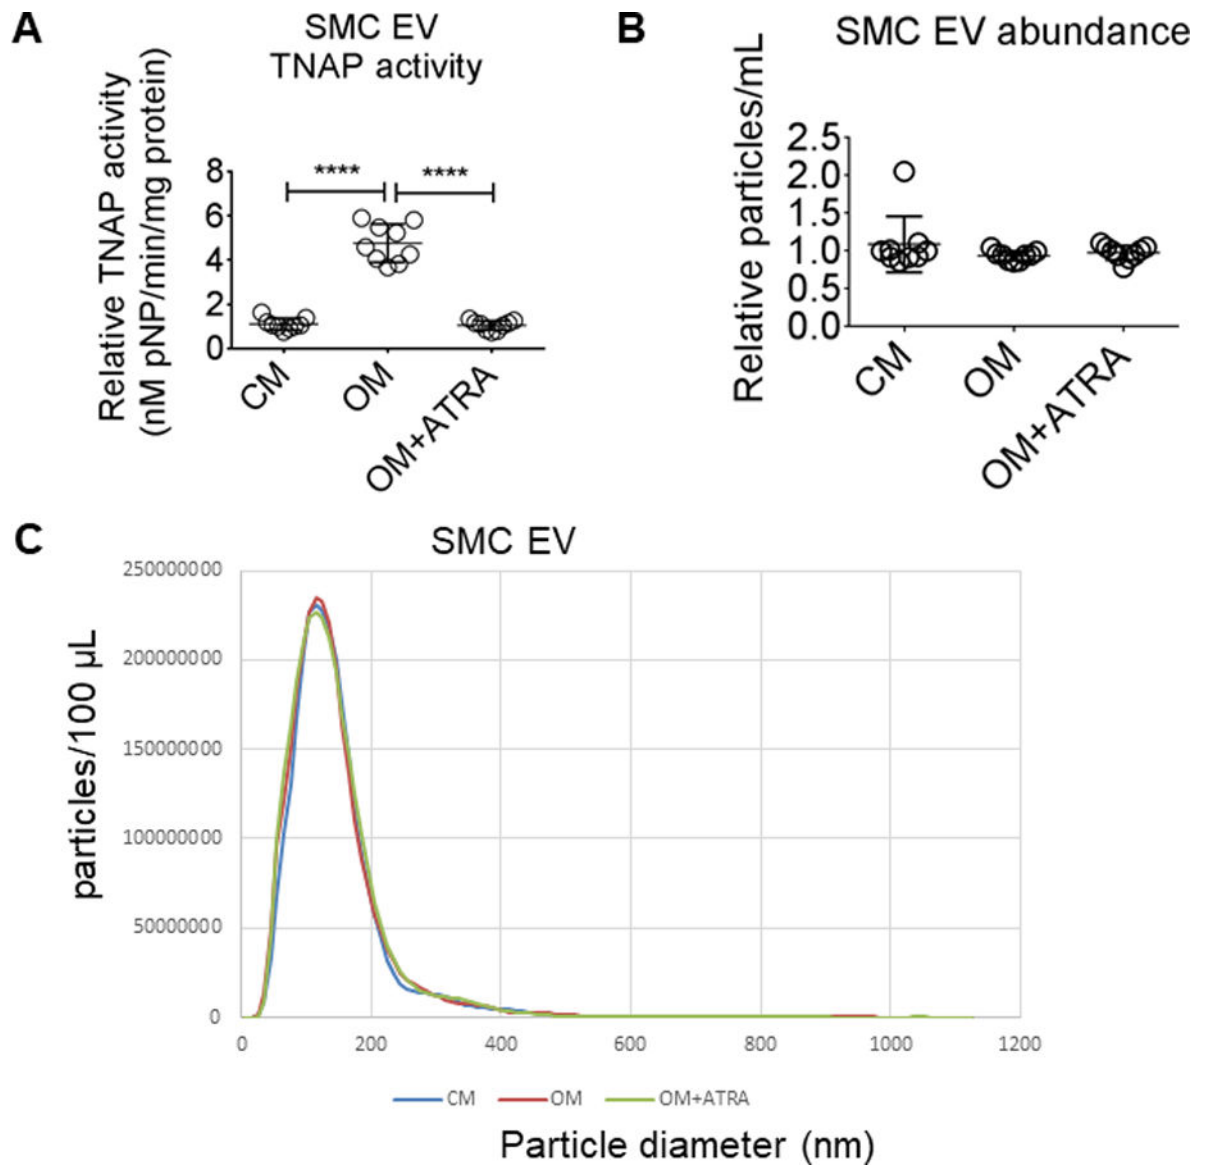 A
SMC EV
TNAP activity
Relative TNAP activity
(nM pNP/min/mg protein)
8
6
4
2
0
****
****
CM
OM
OM+ATRA
B
SMC EV abundance
Relative particles/mL
2.5
2.0
1.5
1.0
0.5
0.0
CM
OM
OM+ATRA
C
SMC EV
particles/100 µL
250000000
200000000
150000000
100000000
50000000
0
0 200 400 600 800 1000 1200
CM OM OM+ATRA
Particle diameter (nm)